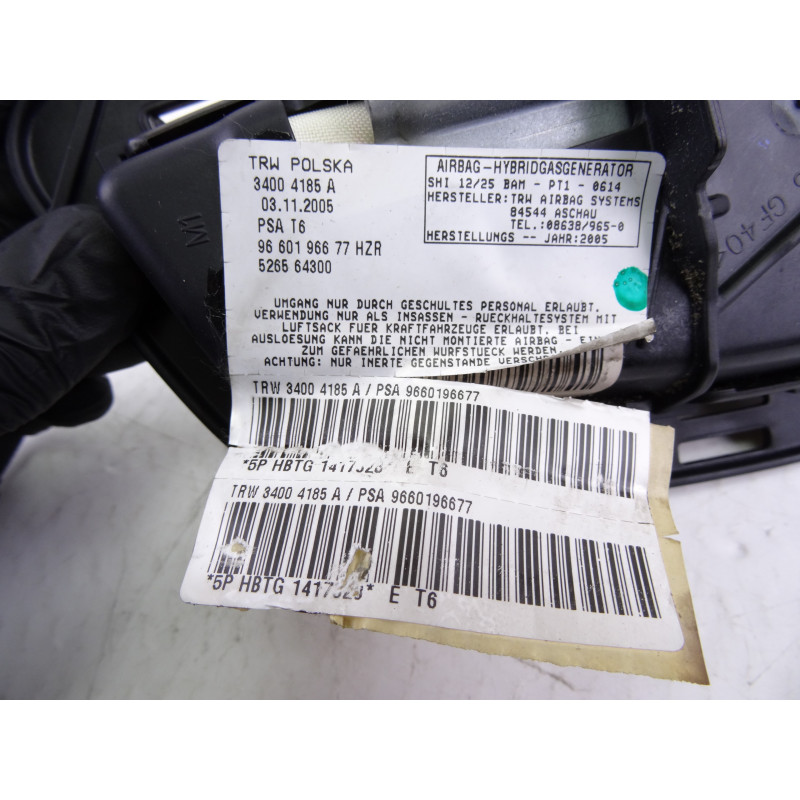 TRW POLSKA
3400 4185 A
03.11.2005
PSA T6
96 601 966 77 HZR
5265 64300
AIRBAG-HYBRIDGASGENERATOR
SHI 12/25 BAM - PT1 - 0614
HERSTELLER:TRW AIRBAG SYSTEMS
84544 ASCHAU
TEL.:08638/965-0
HERSTELLUNGS -- JAHR:2005
UMGANG NUR DURCH GESCHULTES PERSONAL ERLAUBT.
VERWENDUNG NUR ALS INSASSEN - RUECKHALTESYSTEM MIT
LUFTSACK FUER KRAFTFAHRZEUGE ERLAUBT. BEI
AUSLOESUNG KANN DIE NICHT MONTIERTE AIRBAG - 
ZUM GEFAEHRLICHEN WURFSTUECK WERDEN.
ACHTUNG: NUR INERTE GEGENSTANDE
TRW 3400 4185 A / PSA 9660196677
*5P HBTG E T6
TRW 3400 4185 A / PSA 9660196677
*5P HBTG E T6
M1